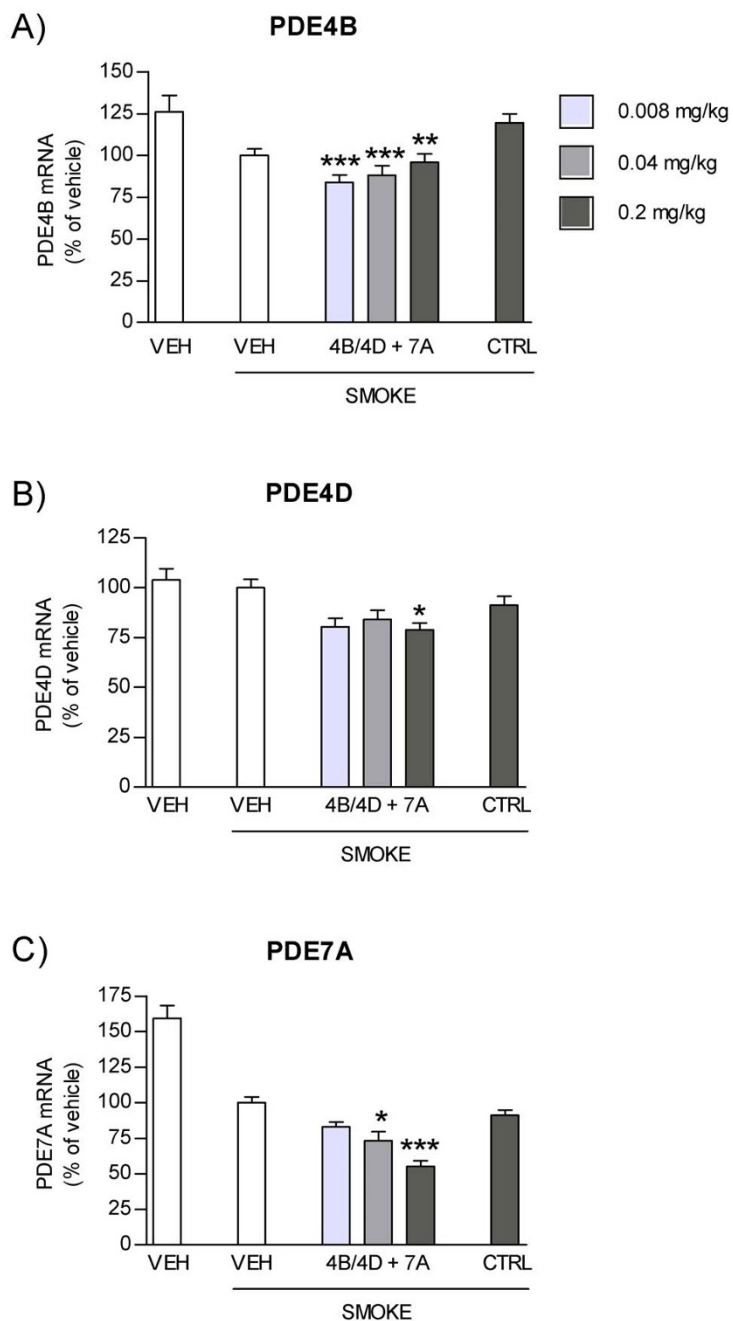 A)
PDE4B
PDE4B mRNA
(% of vehicle)
150
125
100
75
50
25
0
*** *** **
VEH VEH 4B/4D + 7A CTRL
SMOKE
0.008 mg/kg
0.04 mg/kg
0.2 mg/kg
B)
PDE4D
PDE4D mRNA
(% of vehicle)
125
100
75
50
25
0
*
VEH VEH 4B/4D + 7A CTRL
SMOKE
C)
PDE7A
PDE7A mRNA
(% of vehicle)
175
150
125
100
75
50
25
0
* ***
VEH VEH 4B/4D + 7A CTRL
SMOKE